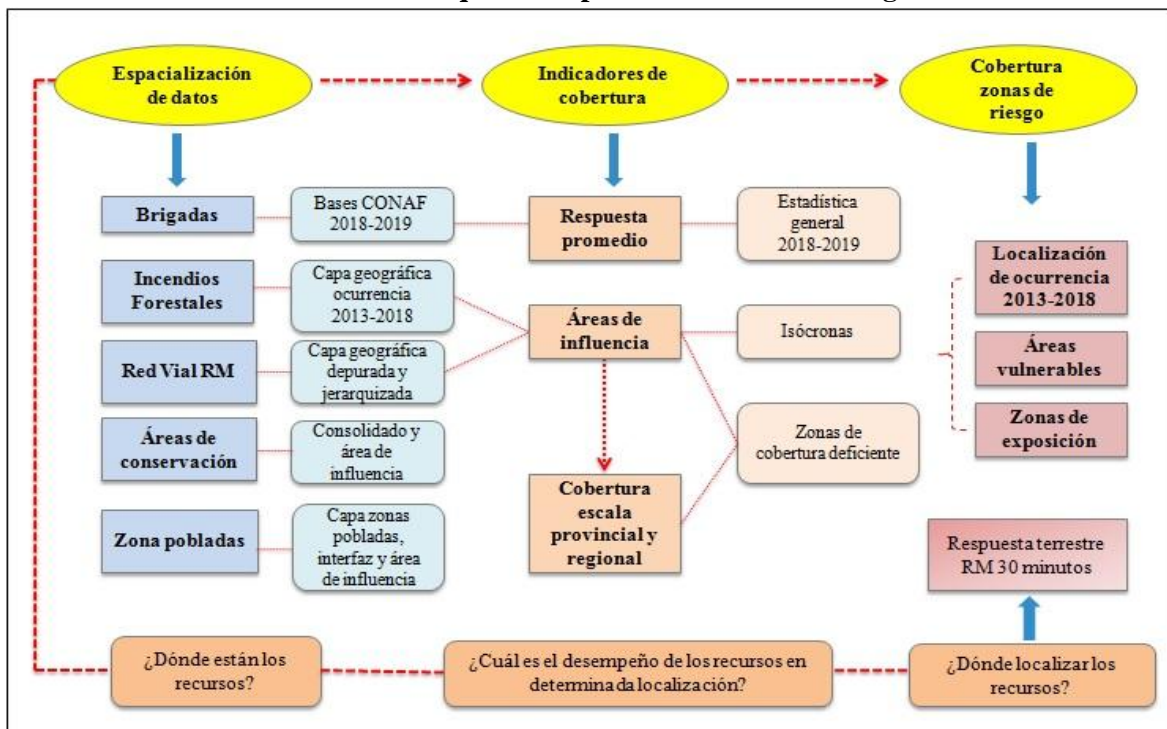 Espacialización
de datos
Indicadores de
cobertura
Cobertura
zonas de
riesgo
Brigadas
Bases CONAF
2018-2019
Respuesta
promedio
Estadística
general
2018-2019
Incendios
Forestales
Capa geográfica
ocurrencia
2013-2018
Localización
de ocurrencia
2013-2018
Áreas de
influencia
Isócronas
Red Vial RM
Capa geográfica
depurada y
jerarquizada
Áreas
vulnerables
Áreas de
conservación
Consolidado y
área de
influencia
Zonas de
cobertura deficiente
Zonas de
exposición
Zona pobladas
Capa zonas
pobladas,
interfaz y área
de influencia
Cobertura
escala
provincial y
regional
Respuesta terrestre
RM 30 minutos
¿Dónde están los
recursos?
¿Cuál es el desempeño de los recursos en
determinada localización?
¿Dónde localizar los
recursos?